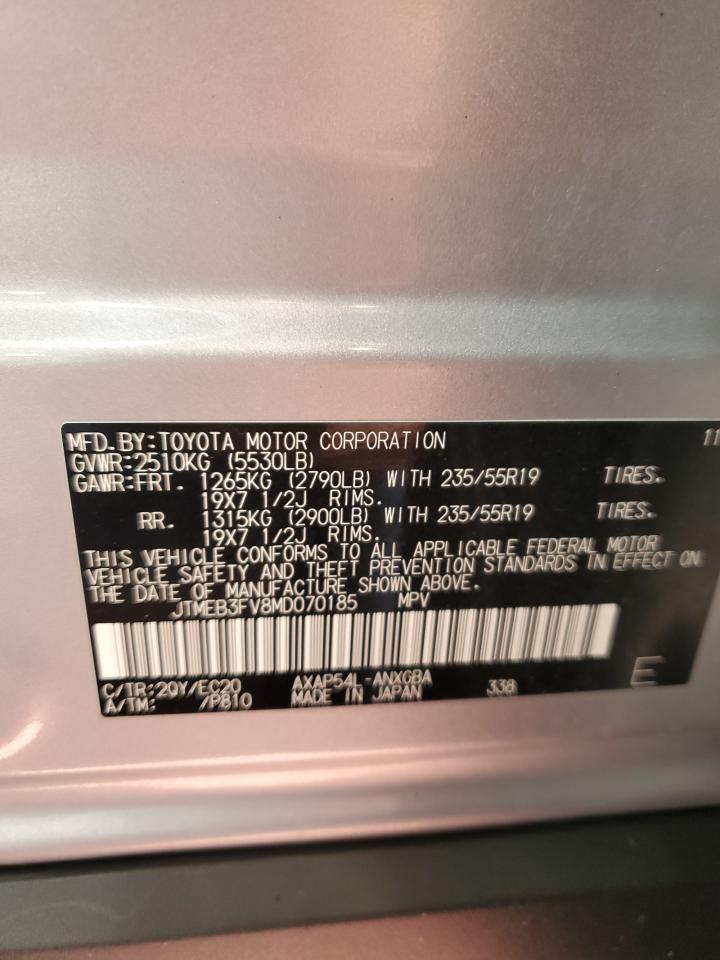 MFD.BY:TOYOTA MOTOR CORPORATION 11
GVWR:2510KG (5530LB)
GAWR:FRT. 1265KG (2790LB) WITH 235/55R19 TIRES.
19X7 1/2J RIMS.
RR. 1315KG (2900LB) WITH 235/55R19 TIRES.
19X7 1/2J RIMS.
THIS VEHICLE CONFORMS TO ALL APPLICABLE FEDERAL MOTOR
VEHICLE SAFETY AND THEFT PREVENTION STANDARDS IN EFFECT ON
THE DATE OF MANUFACTURE SHOWN ABOVE.
JTMEB3FV8MD070185 MPV
C/TR:2QY/EC20 AXAP54L-ANXGBA 338 E
A/TM: /P810 MADE IN JAPAN